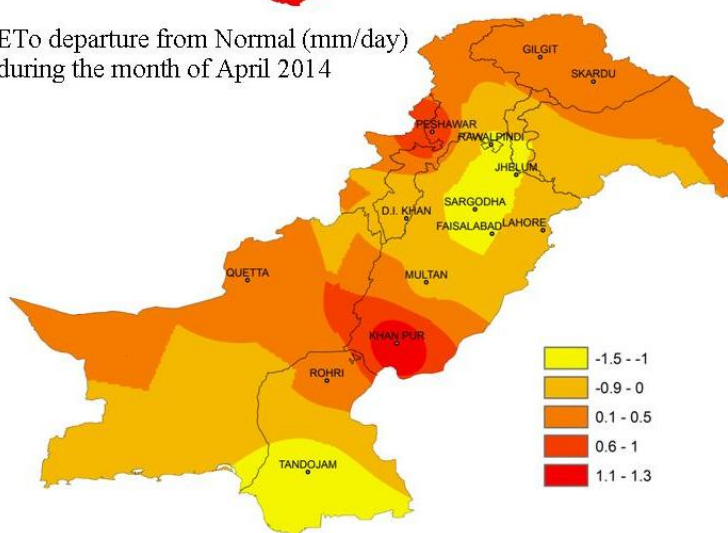 ETo departure from Normal (mm/day)
during the month of April 2014
GILGIT
SKARDU
PESHAWAR
RAWALPINDI
JHELUM
SARGODHA
D.I. KHAN
FAISALABAD
LAHORE
QUETTA
MULTAN
KHAN PUR
ROHRI
TANDOJAM
-1.5 - -1
-0.9 - 0
0.1 - 0.5
0.6 - 1
1.1 - 1.3